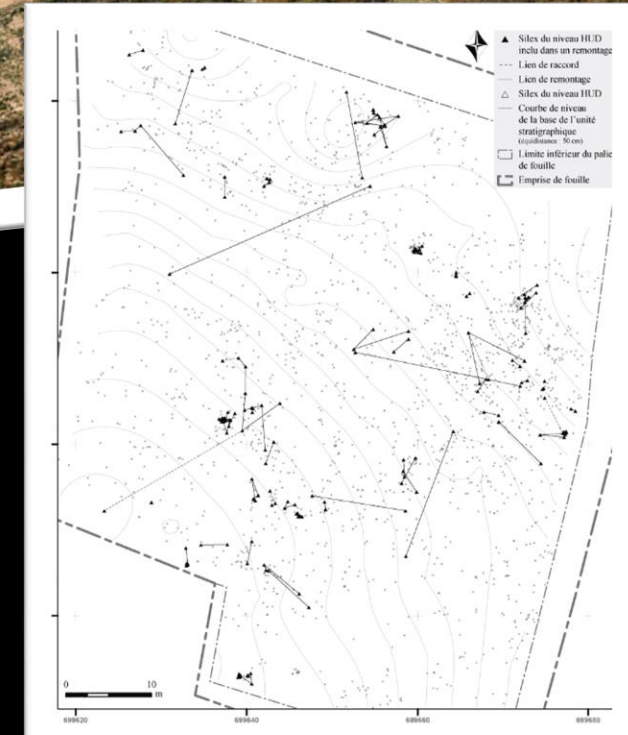 Silex du niveau HUD
inclu dans un remontage
Lien de raccord
Lien de remontage
Silex du niveau HUD
Courbe de niveau
de la base de l'unité
stratigraphique
(équidistance 50 cm)
Limite inférieur du palie
de fouille
Emprise de fouille
0 10
m
699620 699640 699660 699680